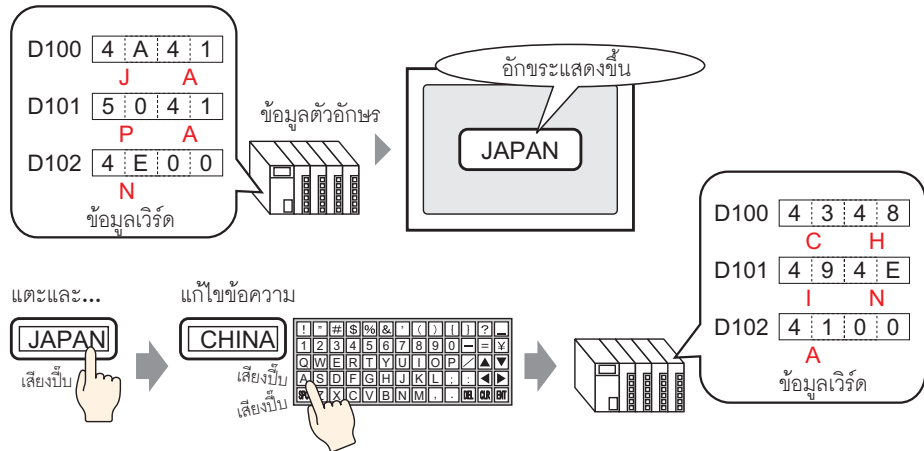 D100 4 A 4 1
J A
D101 5 0 4 1
P A
D102 4 E 0 0
N
ข้อมูลเวิร์ด
ข้อมูลตัวอักษร
อักขระแสดงขึ้น
JAPAN
แตะและ...
JAPAN
เสียงปี๊บ
แก้ไขข้อความ
CHINA
เสียงปี๊บ
เสียงปี๊บ
! " # $ % & ' ( ) { } ? _
1 2 3 4 5 6 7 8 9 0 - = ¥
Q W E R T Y U I O P / ▲ ▼
A S D F G H J K L ; : ◀ ▶
X C V B N M , . DEL CLR ENT
D100 4 3 4 8
C H
D101 4 9 4 E
I N
D102 4 1 0 0
A
ข้อมูลเวิร์ด